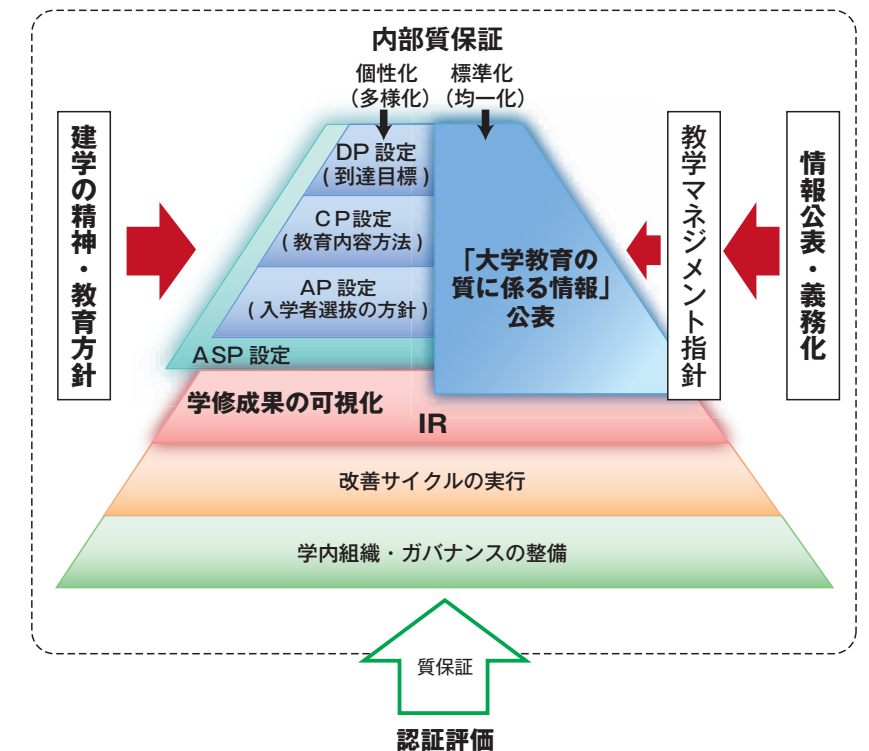 内部質保証
個性化
（多様化）
標準化
（均一化）
建学の精神・教育方針
DP 設定
( 到達目標 )
CP設定
( 教育内容方法 )
AP 設定
( 入学者選抜の方針 )
ASP 設定
「大学教育の
質に係る情報」
公表
教学マネジメント指針
情報公表・義務化
学修成果の可視化
IR
改善サイクルの実行
学内組織・ガバナンスの整備
質保証
認証評価